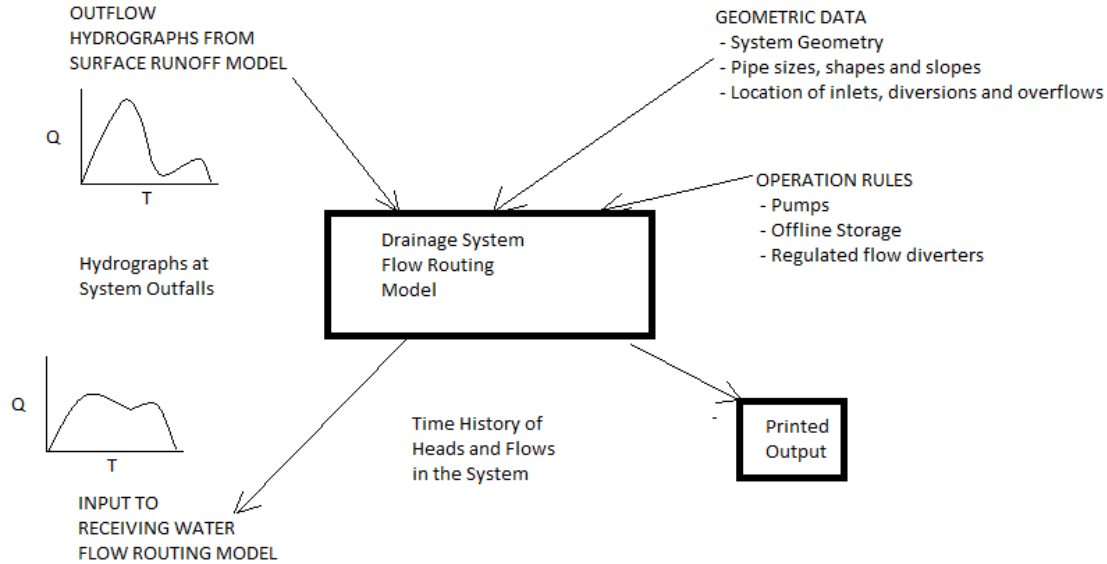 OUTFLOW
HYDROGRAPHS FROM
SURFACE RUNOFF MODEL
Q
T
GEOMETRIC DATA
- System Geometry
- Pipe sizes, shapes and slopes
- Location of inlets, diversions and overflows
OPERATION RULES
- Pumps
- Offline Storage
- Regulated flow diverters
Drainage System
Flow Routing
Model
Hydrographs at
System Outfalls
Q
T
Time History of
Heads and Flows
in the System
Printed
Output
INPUT TO
RECEIVING WATER
FLOW ROUTING MODEL